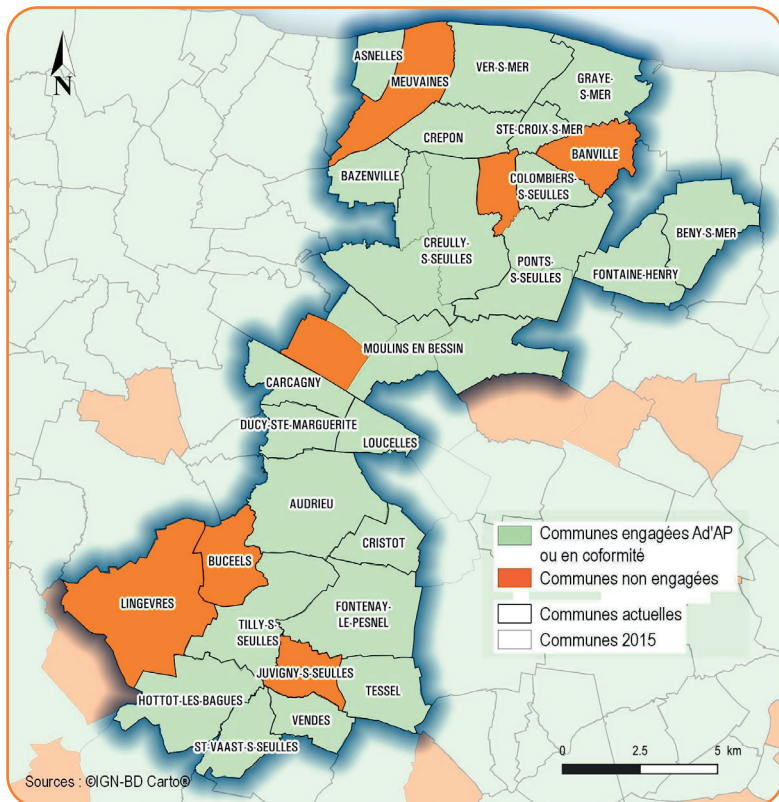 N
ASNELLES
MEUVAINES
VER-S-MER
GRAYE-
S-MER
CREPON
STE-CROIX-S-MER
BANVILLE
BAZENVILLE
COLOMBIERS-
S-SEULLES
CREULLY-
S-SEULLES
PONTS-
S-SEULLES
BENY-S-MER
FONTAINE-HENRY
MOULINS EN BESSIN
CARCAGNY
DUCY-STE-MARGUERITE
LOUCELLES
AUDRIEU
CRISTOT
BUCEELS
LINGEVRES
TILLY-S-
SEULLES
FONTENAY-
LE-PESNEL
JUVIGNY-S-SEULLES
TESSEL
HOTTOT-LES-BAGUES
VENDES
ST-VAAST-S-SEULLES
Communes engagées Ad'AP
ou en coformité
Communes non engagées
Communes actuelles
Communes 2015
0 2.5 5 km
Sources : ©IGN-BD Carto®